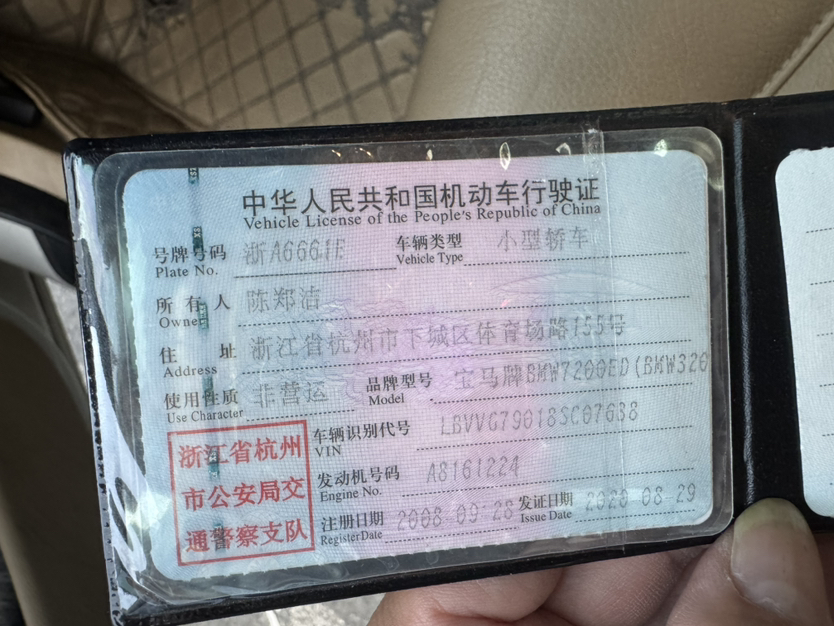 中华人民共和国机动车行驶证
Vehicle License of the People's Republic of China
号牌号码 浙A6661E 车辆类型 小型轿车
Plate No. Vehicle Type
所有人 陈郑洁
Owner
住址 浙江省杭州市下城区体育场路155号
Address
使用性质 非营运 品牌型号 宝马牌BMW7200ED(BMW320
Use Character Model
浙江省杭州
市公安局交
通警察支队
车辆识别代号 LBVVG79018SC07688
VIN
发动机号码 A8161224
Engine No.
注册日期 2008-09-28 发证日期 2020-08-29
Register Date Issue Date